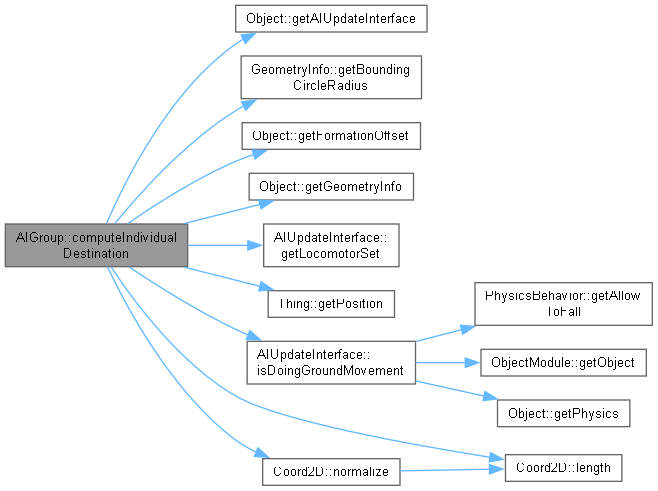 Object::getAIUpdateInterface
GeometryInfo::getBounding
CircleRadius
Object::getFormationOffset
Object::getGeometryInfo
AIGroup::computeIndividual
Destination
AIUpdateInterface::
getLocomotorSet
Thing::getPosition
PhysicsBehavior::getAllow
ToFall
AIUpdateInterface::
isDoingGroundMovement
ObjectModule::getObject
Object::getPhysics
Coord2D::normalize
Coord2D::length